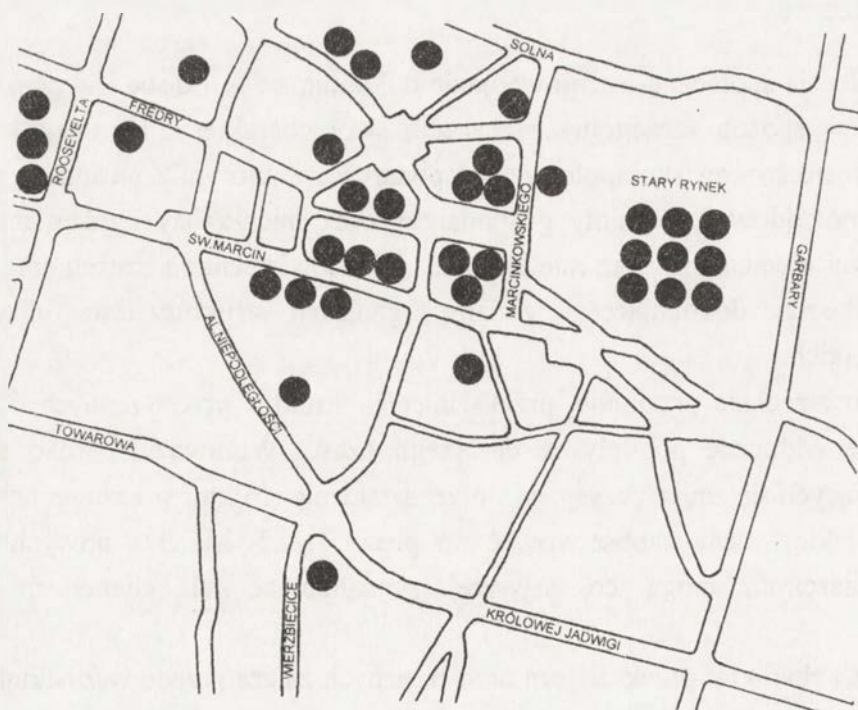 SOLNA
FREDRY
ROOSEVELTA
STARY RYNEK
MARCINKOWSKIEGO
ŚW. MARCIN
GARBARY
AL. NIEPODLEGŁOŚCI
TOWAROWA
WIERZBIĘCICE
KRÓLOWEJ JADWIGI